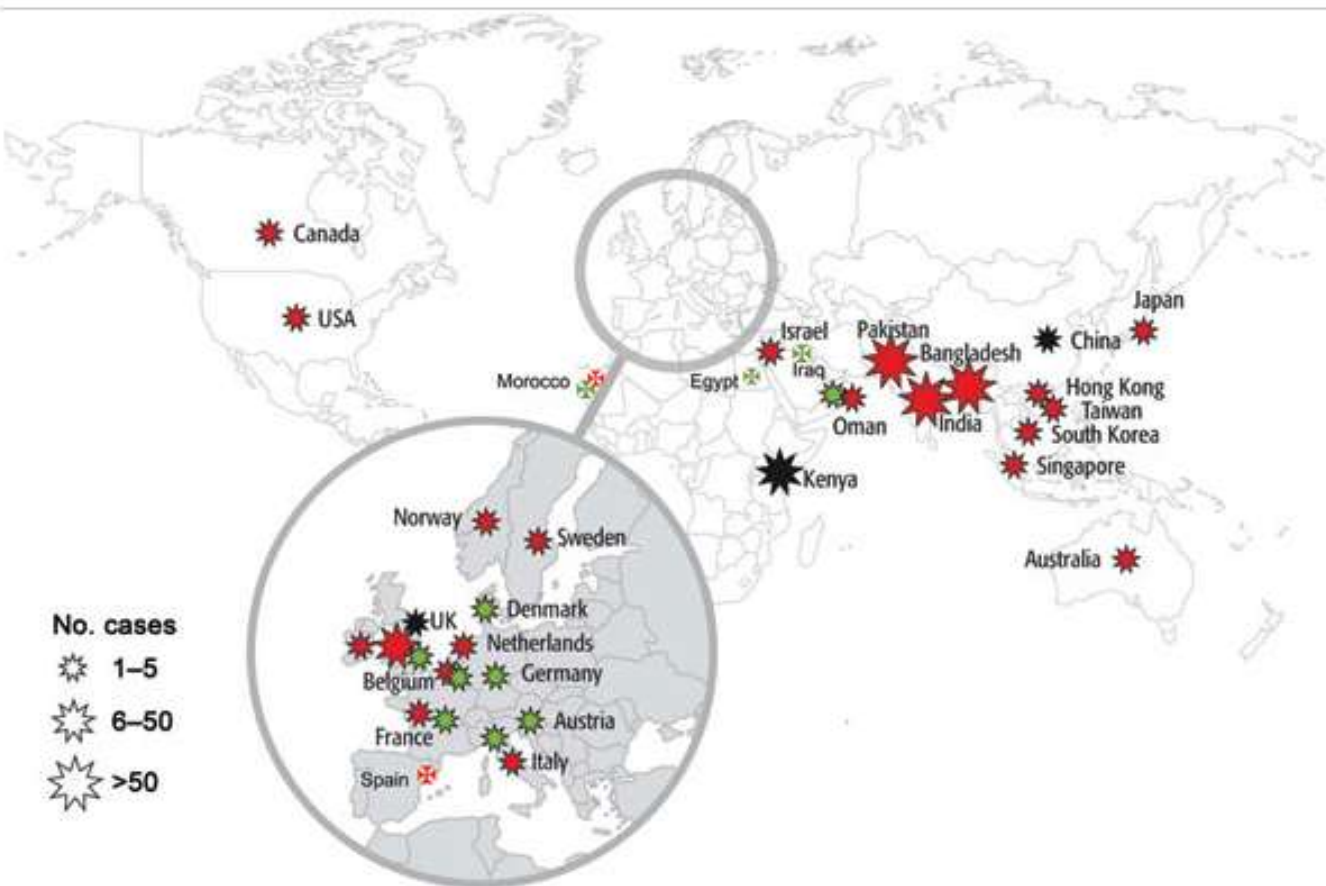 Canada
USA
Morocco
Egypt
Israel
Iraq
Oman
Pakistan
Bangladesh
India
Kenya
Japan
China
Hong Kong
Taiwan
South Korea
Singapore
Australia
Norway
Sweden
Denmark
UK
Netherlands
Belgium
Germany
France
Austria
Italy
Spain
No. cases
1–5
6–50
>50